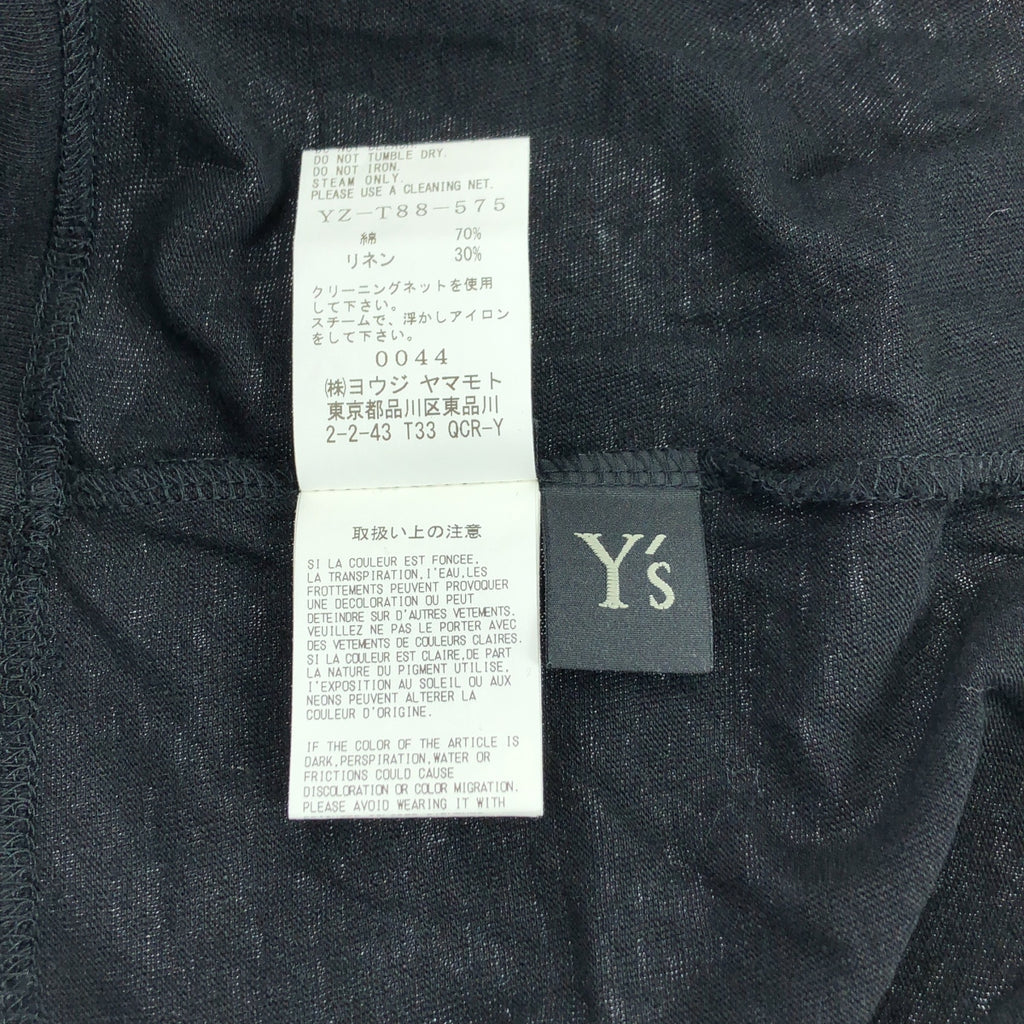 DO NOT TUMBLE DRY.
DO NOT IRON.
STEAM ONLY.
PLEASE USE A CLEANING NET.
YZ-T88-575
綿 70%
リネン 30%
クリーニングネットを使用
して下さい。
スチームで、浮かしアイロン
をして下さい。
0044
㈱ヨウジ ヤマモト
東京都品川区東品川
2-2-43 T33 QCR-Y
取扱い上の注意
SI LA COULEUR EST FONCEE,
LA TRANSPIRATION,I'EAU,LES
FROTTEMENTS PEUVENT PROVOQUER
UNE DECOLORATION OU PEUT
DETEINDRE SUR D'AUTRES VETEMENTS.
VEUILLEZ NE PAS LE PORTER AVEC
DES VETEMENTS DE COULEURS CLAIRES.
SI LA COULEUR EST CLAIRE,DE PART
LA NATURE DU PIGMENT UTILISE,
I'EXPOSITION AU SOLEIL OU AUX
NEONS PEUVENT ALTERER LA
COULEUR D'ORIGINE.
IF THE COLOR OF THE ARTICLE IS
DARK,PERSPIRATION,WATER OR
FRICTIONS COULD CAUSE
DISCOLORATION OR COLOR MIGRATION.
PLEASE AVOID WEARING IT WITH
Y's